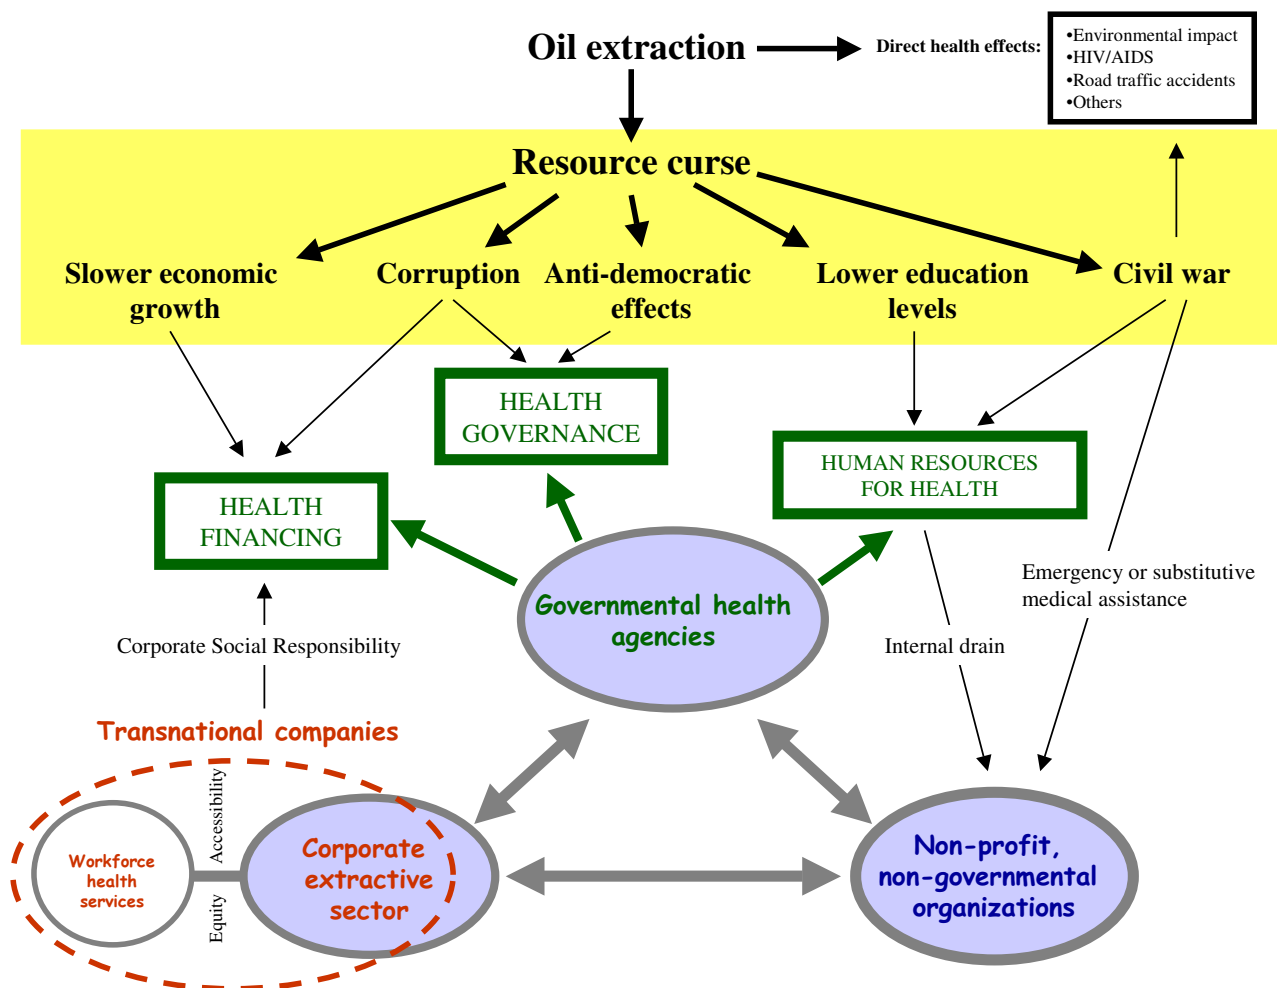 Oil extraction
Direct health effects:
•Environmental impact
•HIV/AIDS
•Road traffic accidents
•Others
Resource curse
Slower economic
growth
Corruption
Anti-democratic
effects
Lower education
levels
Civil war
HEALTH
GOVERNANCE
HUMAN RESOURCES
FOR HEALTH
HEALTH
FINANCING
Governmental health
agencies
Emergency or substitutive
medical assistance
Corporate Social Responsibility
Internal drain
Transnational companies
Accessibility
Equity
Workforce
health
services
Corporate
extractive
sector
Non-profit,
non-governmental
organizations